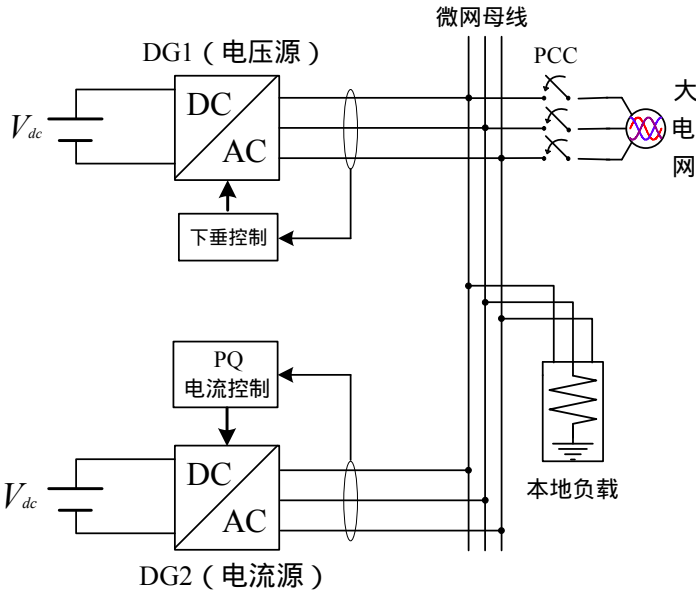 微网母线
DG1（电压源）
PCC
大电网
DC
AC
V_dc
下垂控制
PQ
电流控制
DC
AC
V_dc
本地负载
DG2（电流源）